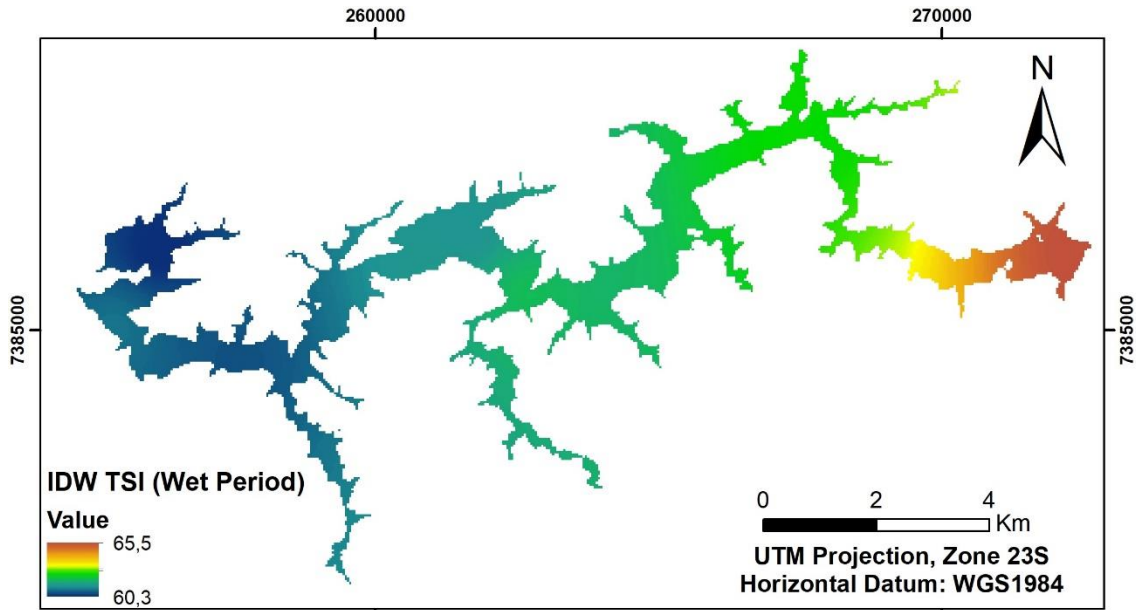 260000
270000
N
7385000
7385000
IDW TSI (Wet Period)
Value
65,5
60,3
0 2 4
Km
UTM Projection, Zone 23S
Horizontal Datum: WGS1984